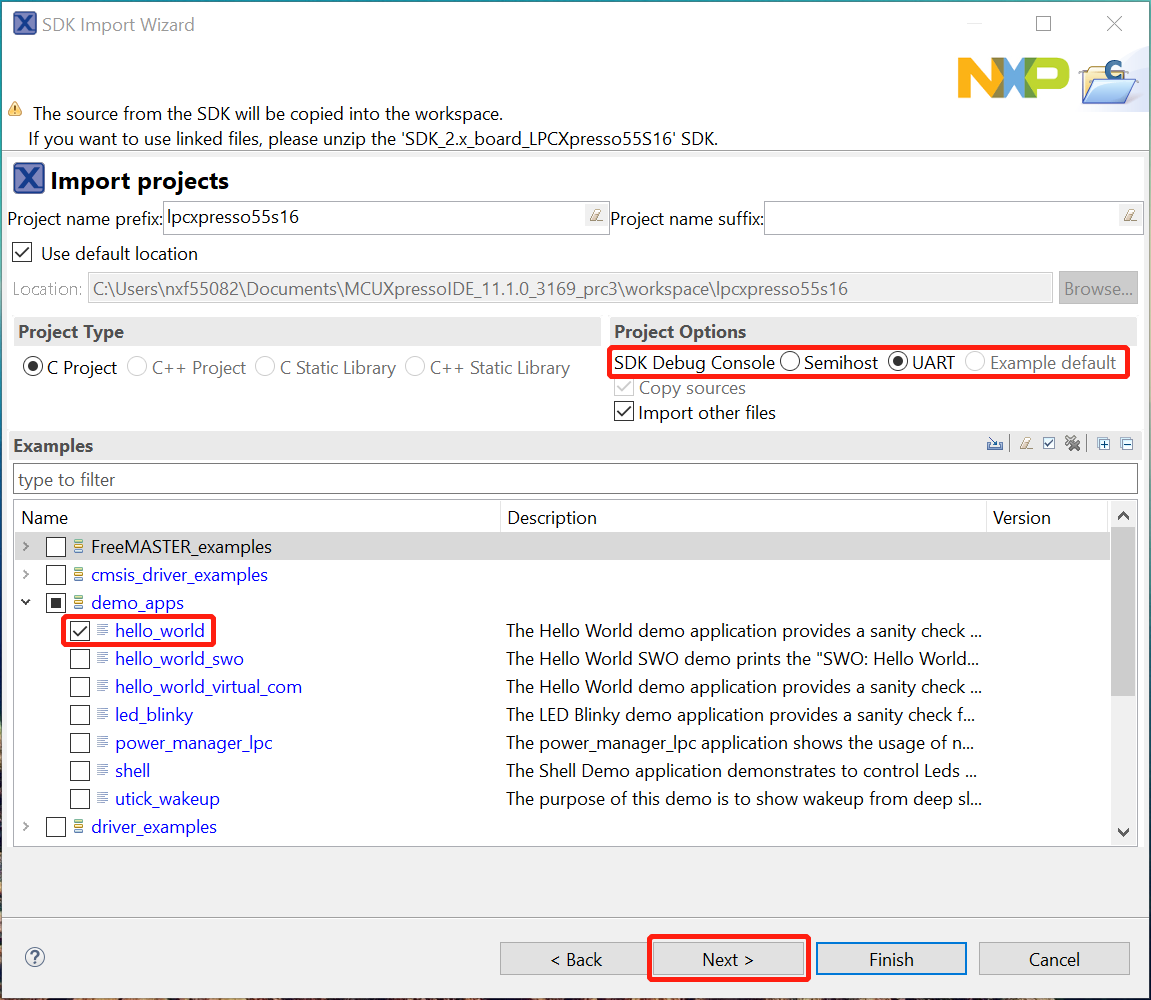 SDK Import Wizard
NXP
The source from the SDK will be copied into the workspace.
If you want to use linked files, please unzip the 'SDK_2.x_board_LPCXpresso55S16' SDK.
Import projects
Project name prefix: lpcxpresso55s16 Project name suffix:
Use default location
Location: C:\Users\nxf55082\Documents\MCUXpressoIDE_11.1.0_3169_prc3\workspace\lpcxpresso55s16 Browse...
Project Type Project Options
C Project C++ Project C Static Library C++ Static Library SDK Debug Console Semihost UART Example default
Copy sources
Import other files
Examples
type to filter
Name Description Version
FreeMASTER_examples
cmsis_driver_examples
demo_apps
hello_world The Hello World demo application provides a sanity check ...
hello_world_swo The Hello World SWO demo prints the "SWO: Hello World...
hello_world_virtual_com The Hello World demo application provides a sanity check ...
led_blinky The LED Blinky demo application provides a sanity check f...
power_manager_lpc The power_manager_lpc application shows the usage of n...
shell The Shell Demo application demonstrates to control Leds ...
utick_wakeup The purpose of this demo is to show wakeup from deep sl...
driver_examples
< Back Next > Finish Cancel